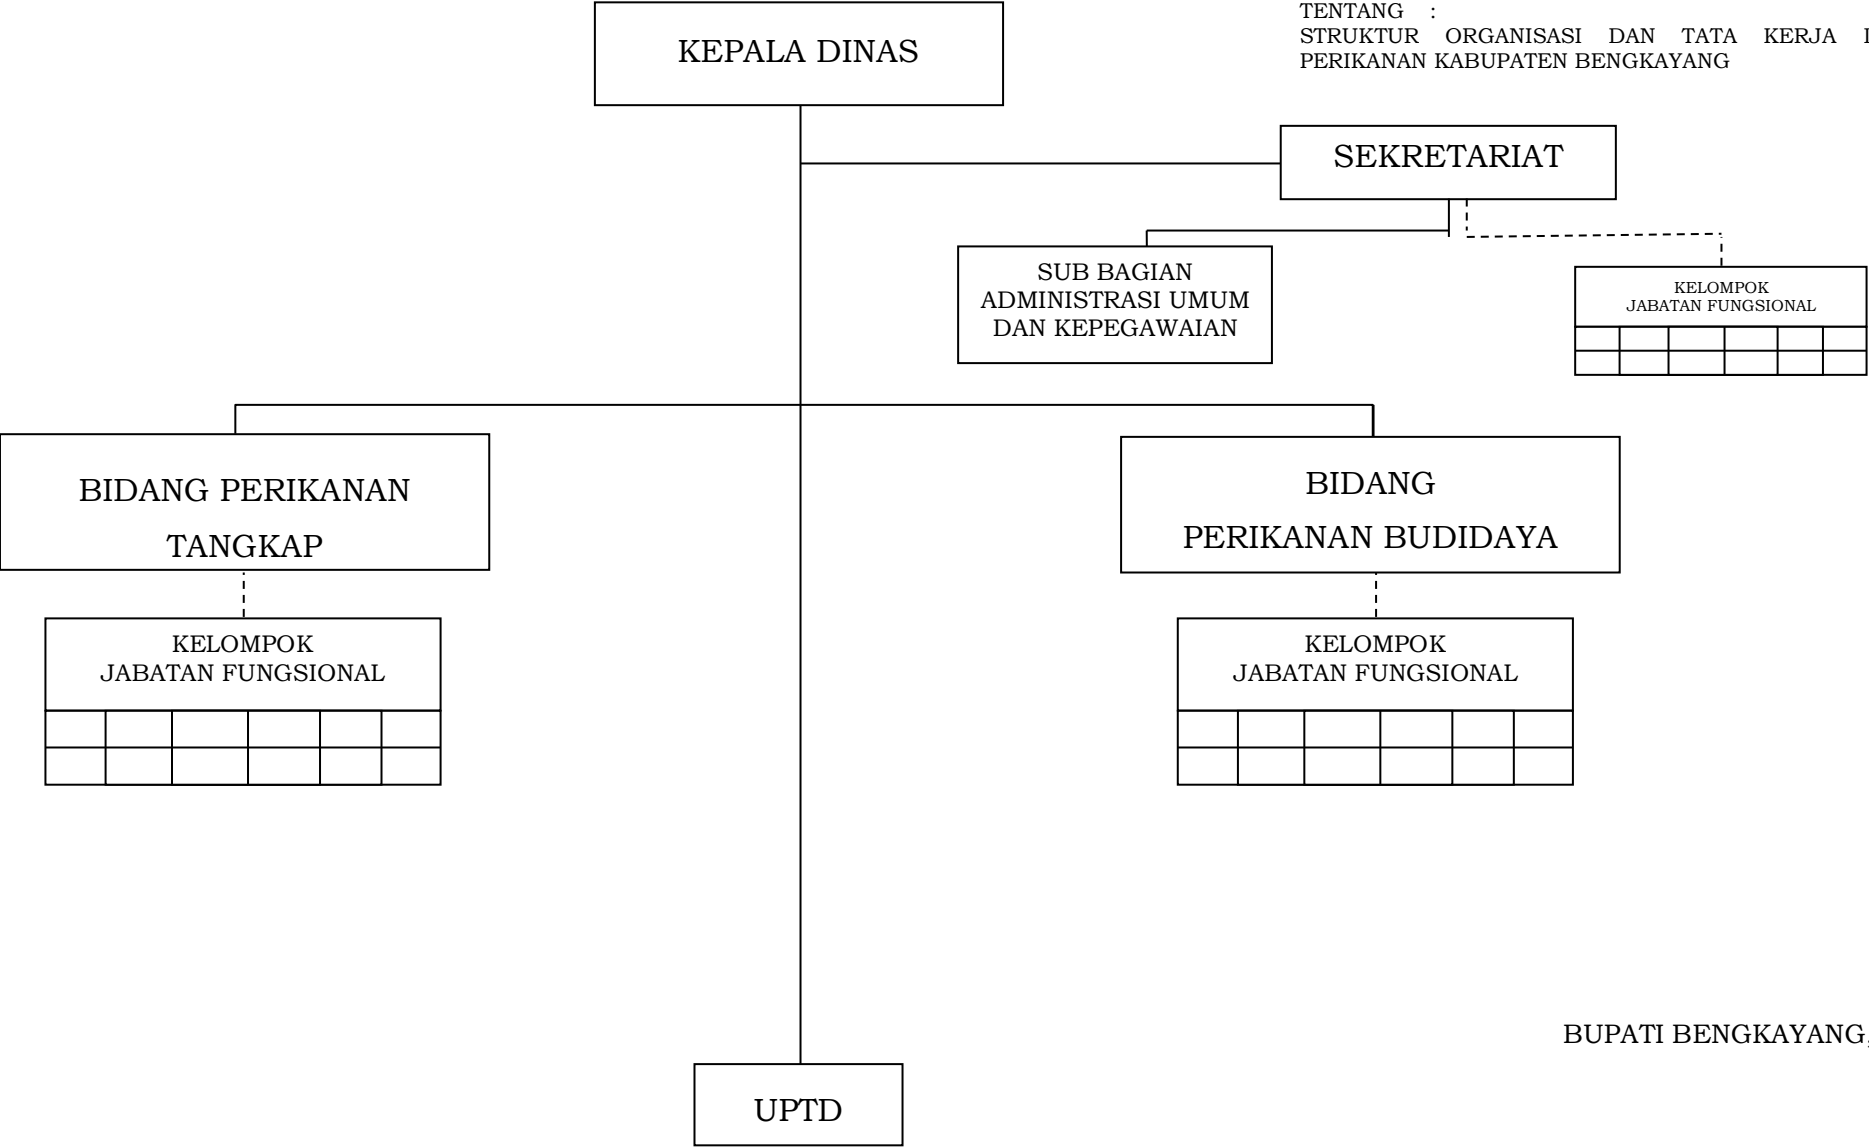 TENTANG :
STRUKTUR ORGANISASI DAN TATA KERJA
PERIKANAN KABUPATEN BENGKAYANG
KEPALA DINAS
SEKRETARIAT
SUB BAGIAN
ADMINISTRASI UMUM
DAN KEPEGAWAIAN
KELOMPOK
JABATAN FUNGSIONAL
BIDANG PERIKANAN
TANGKAP
BIDANG
PERIKANAN BUDIDAYA
KELOMPOK
JABATAN FUNGSIONAL
KELOMPOK
JABATAN FUNGSIONAL
BUPATI BENGKAYANG,
UPTD